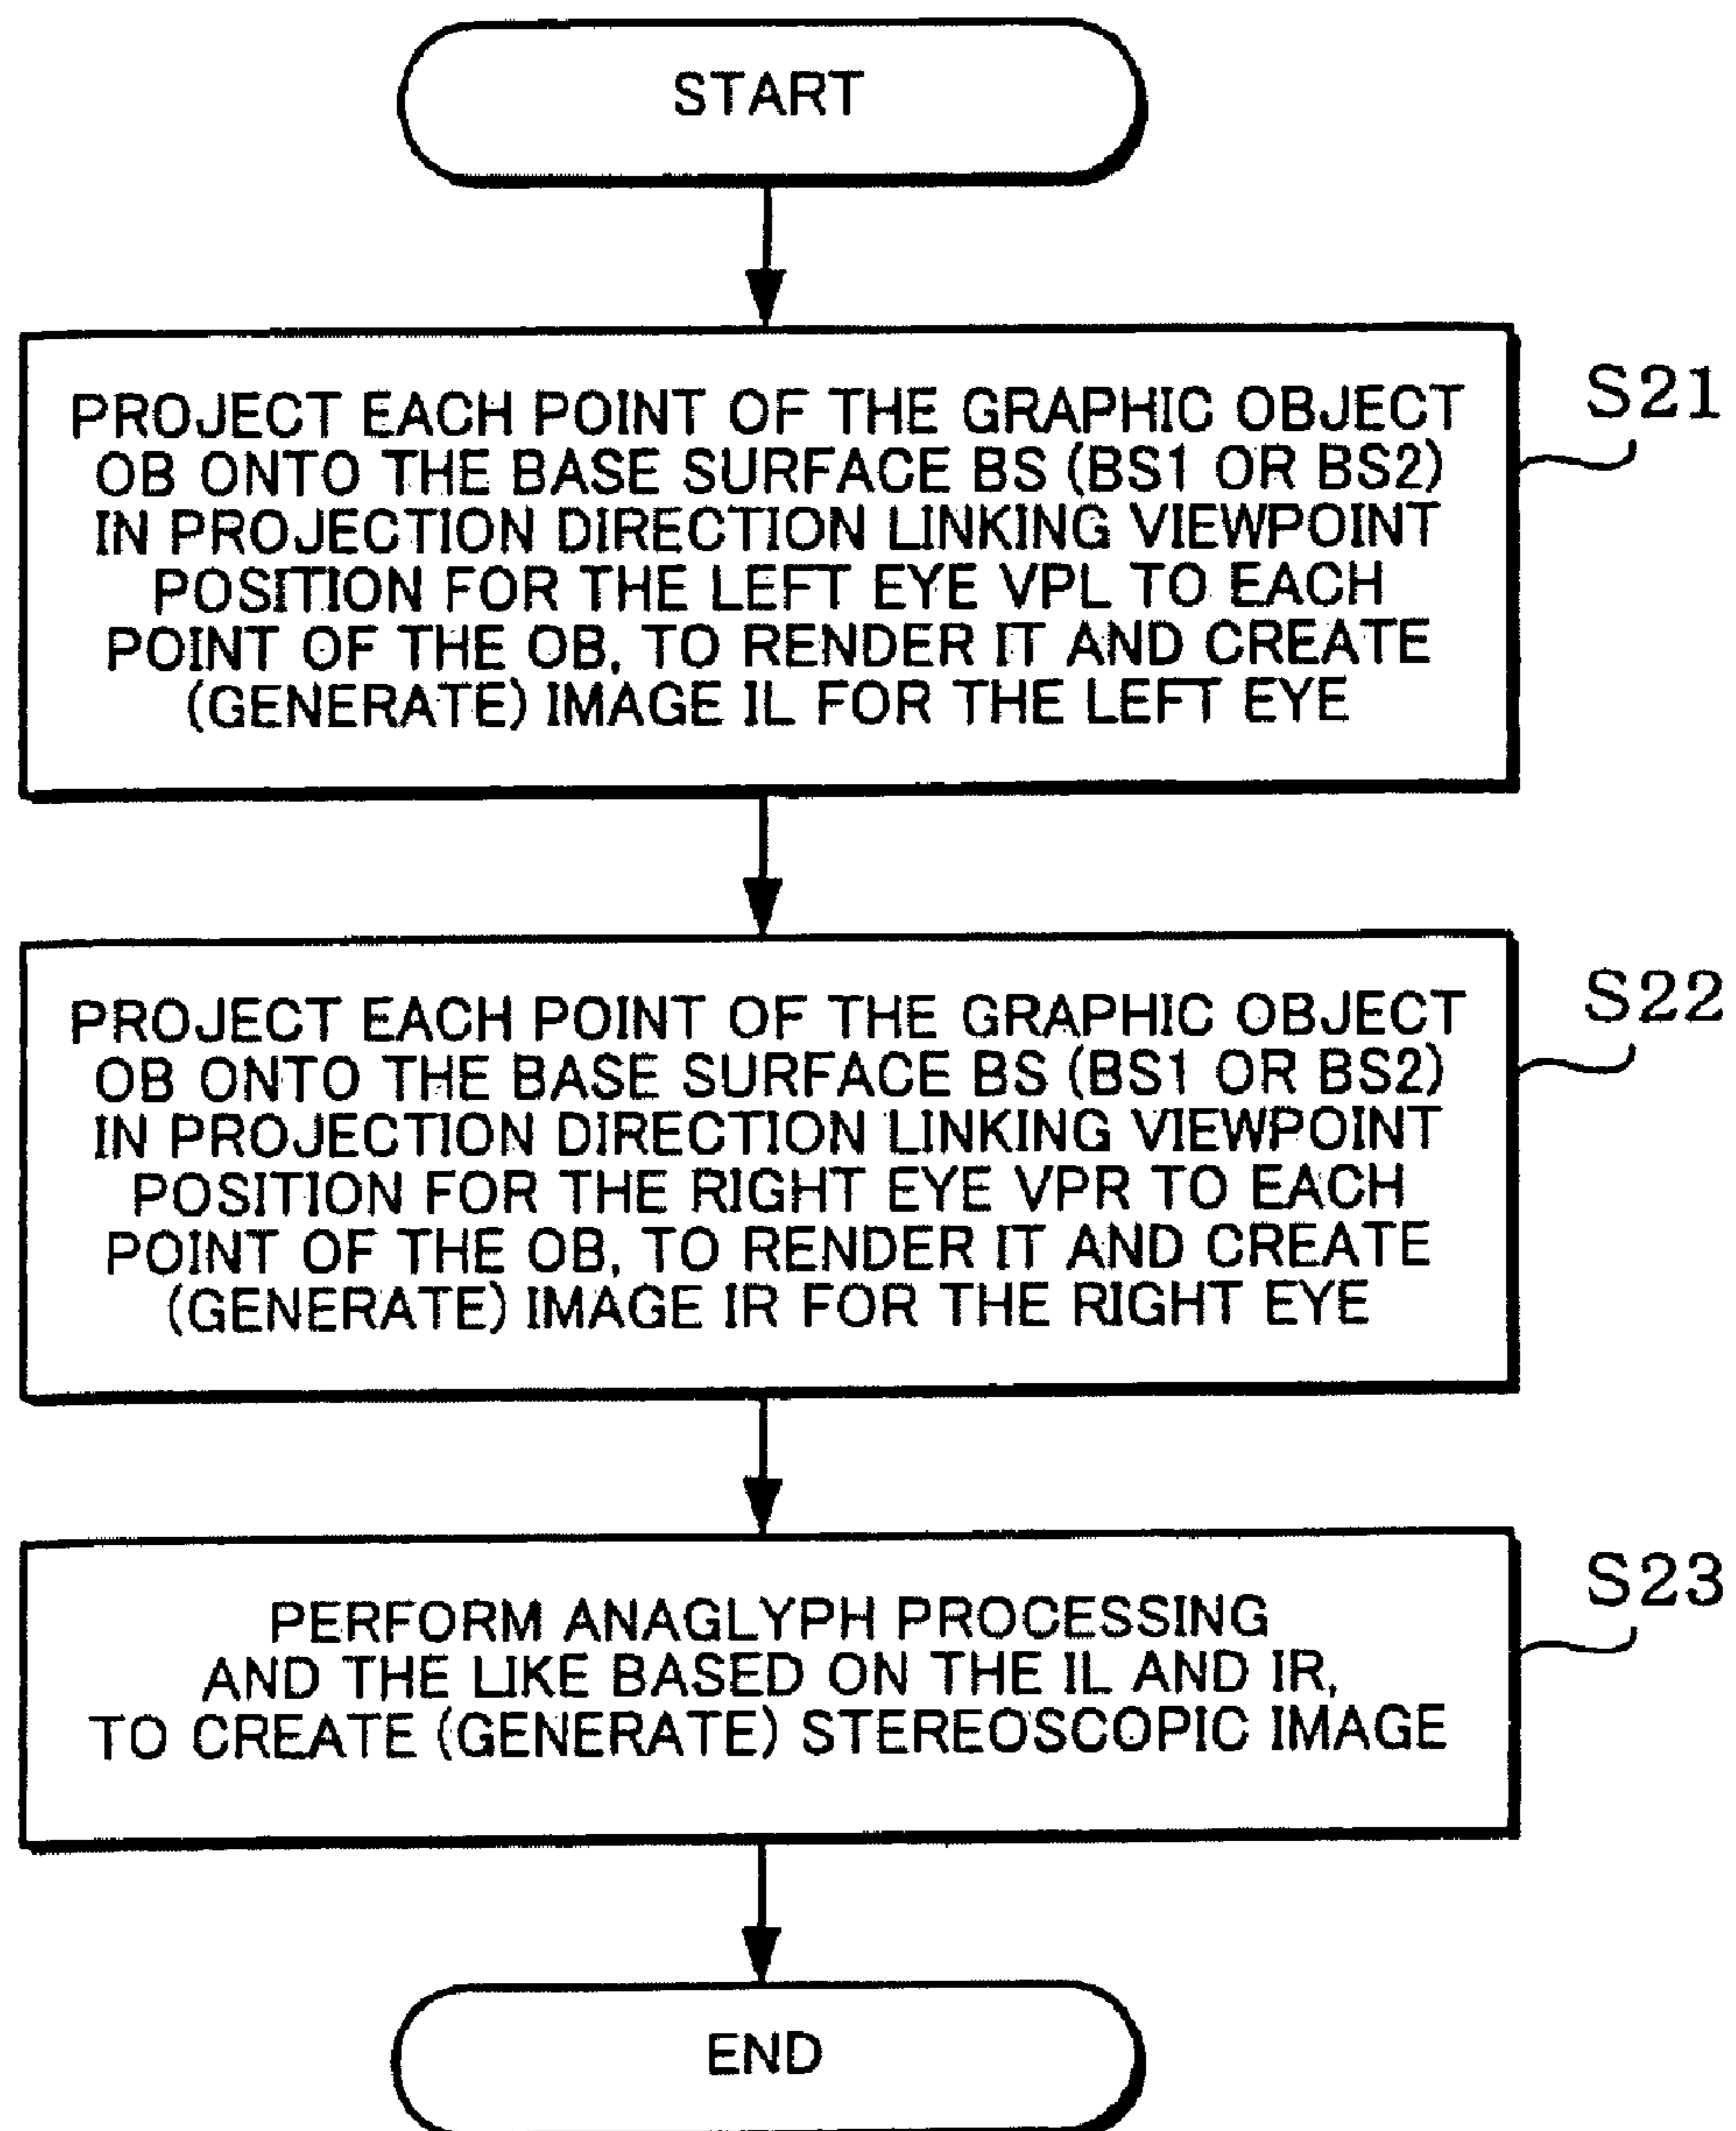 START
PROJECT EACH POINT OF THE GRAPHIC OBJECT
OB ONTO THE BASE SURFACE BS (BS1 OR BS2)
IN PROJECTION DIRECTION LINKING VIEWPOINT
POSITION FOR THE LEFT EYE VPL TO EACH
POINT OF THE OB, TO RENDER IT AND CREATE
(GENERATE) IMAGE IL FOR THE LEFT EYE
S21
PROJECT EACH POINT OF THE GRAPHIC OBJECT
OB ONTO THE BASE SURFACE BS (BS1 OR BS2)
IN PROJECTION DIRECTION LINKING VIEWPOINT
POSITION FOR THE RIGHT EYE VPR TO EACH
POINT OF THE OB, TO RENDER IT AND CREATE
(GENERATE) IMAGE IR FOR THE RIGHT EYE
S22
PERFORM ANAGLYPH PROCESSING
AND THE LIKE BASED ON THE IL AND IR,
TO CREATE (GENERATE) STEREOSCOPIC IMAGE
S23
END